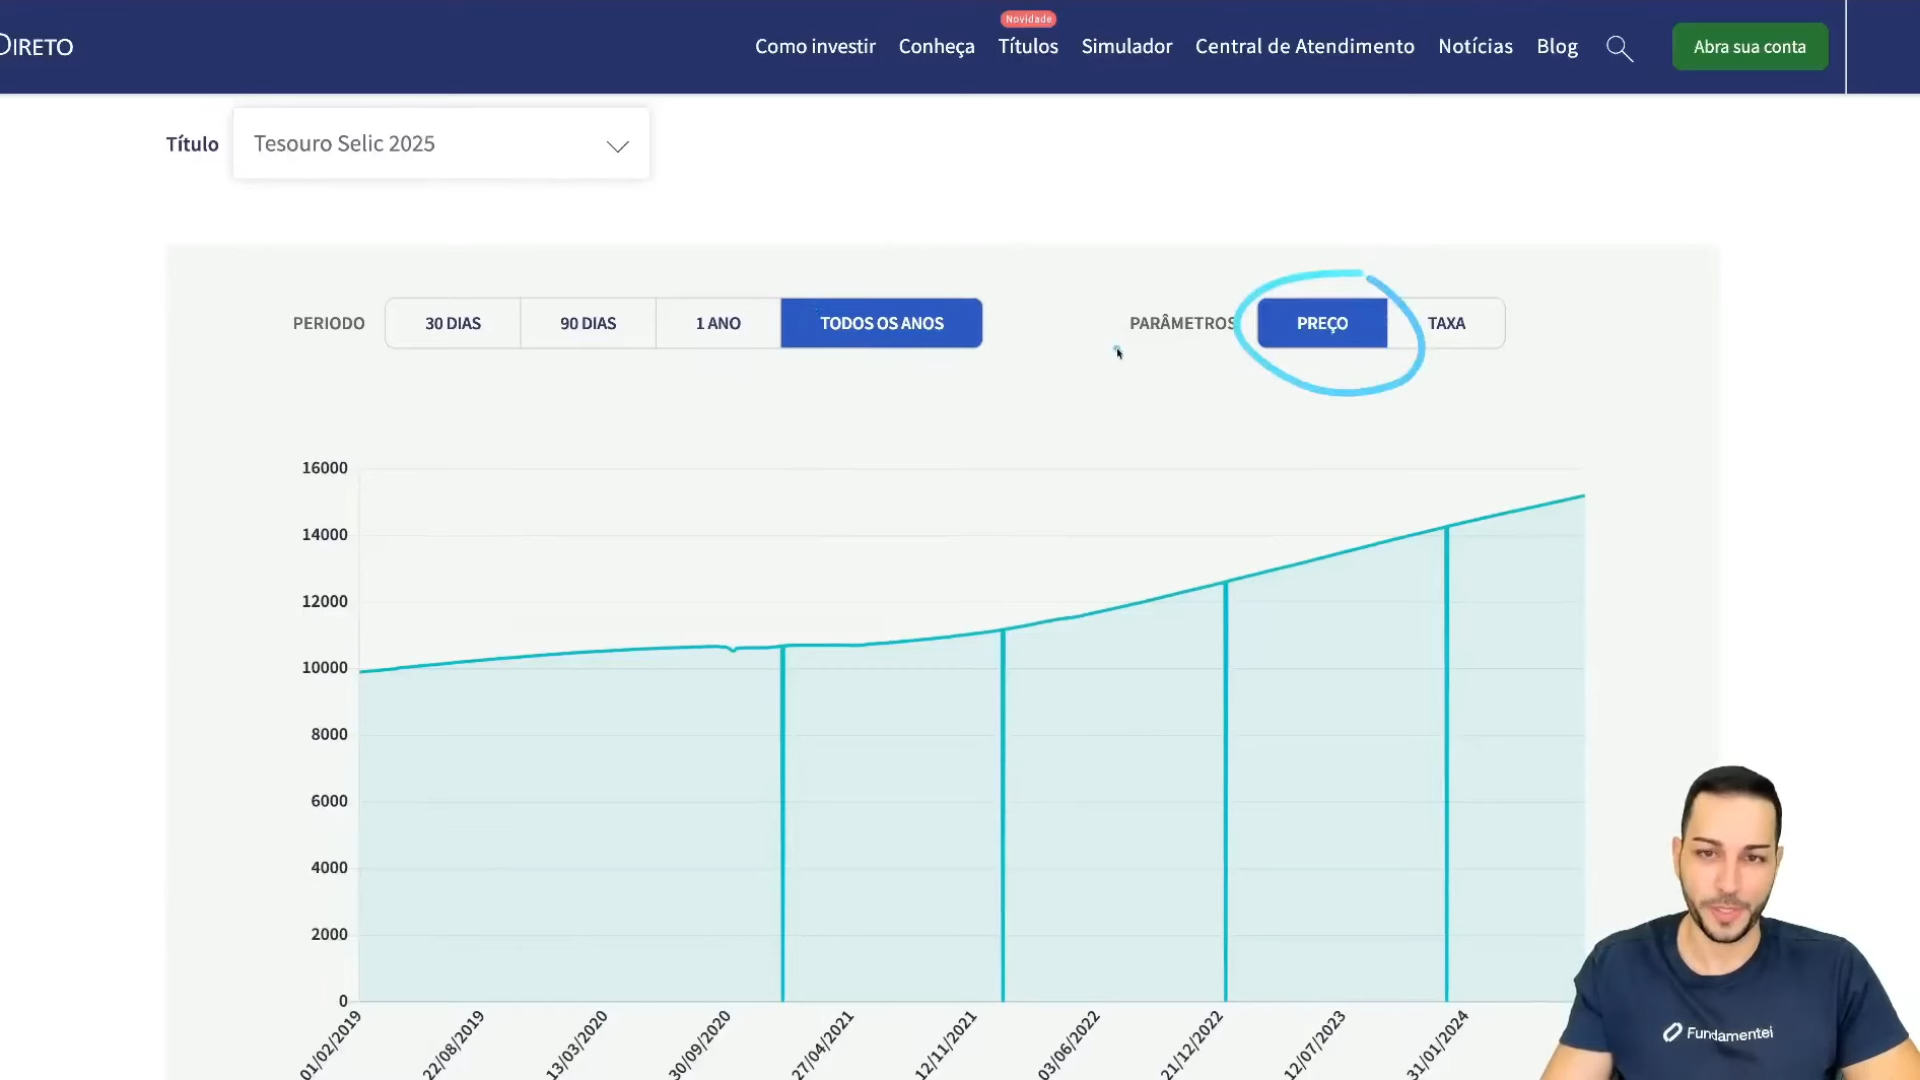 DIRETO
Novidade
Como investir Conheça Títulos Simulador Central de Atendimento Notícias Blog Abra sua conta
Título Tesouro Selic 2025
PERIODO 30 DIAS 90 DIAS 1 ANO TODOS OS ANOS PARÂMETROS PREÇO TAXA
16000
14000
12000
10000
8000
6000
4000
2000
0
01/02/2019 22/08/2019 13/03/2020 30/09/2020 27/04/2021 12/11/2021 03/06/2022 21/12/2022 12/07/2023 31/01/2024
Fundamentei